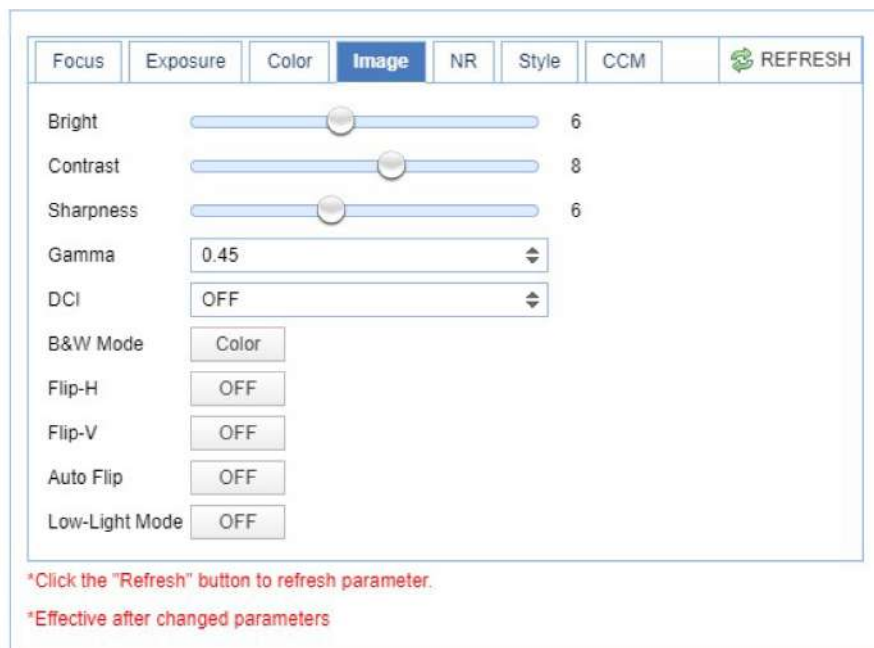 Focus Exposure Color Image NR Style CCM REFRESH
Bright 6
Contrast 8
Sharpness 6
Gamma 0.45
DCI OFF
B&W Mode Color
Flip-H OFF
Flip-V OFF
Auto Flip OFF
Low-Light Mode OFF
*Click the "Refresh" button to refresh parameter.
*Effective after changed parameters